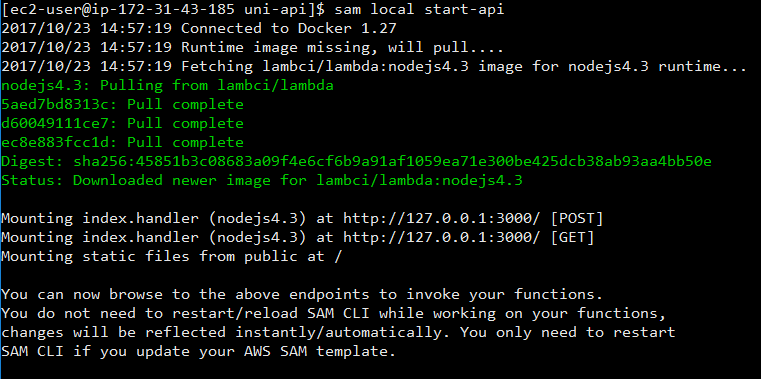 [ec2-user@ip-172-31-43-185 uni-api]$ sam local start-api
2017/10/23 14:57:19 Connected to Docker 1.27
2017/10/23 14:57:19 Runtime image missing, will pull....
2017/10/23 14:57:19 Fetching lambci/lambda:nodejs4.3 image for nodejs4.3 runtime...
nodejs4.3: Pulling from lambci/lambda
5aed7bd8313c: Pull complete
d60049111ce7: Pull complete
ec8e883fcc1d: Pull complete
Digest: sha256:45851b3c08683a09f4e6cf6b9a91af1059ea71e300be425dcb38ab93aa4bb50e
Status: Downloaded newer image for lambci/lambda:nodejs4.3
Mounting index.handler (nodejs4.3) at http://127.0.0.1:3000/ [POST]
Mounting index.handler (nodejs4.3) at http://127.0.0.1:3000/ [GET]
Mounting static files from public at /
You can now browse to the above endpoints to invoke your functions.
You do not need to restart/reload SAM CLI while working on your functions,
changes will be reflected instantly/automatically. You only need to restart
SAM CLI if you update your AWS SAM template.